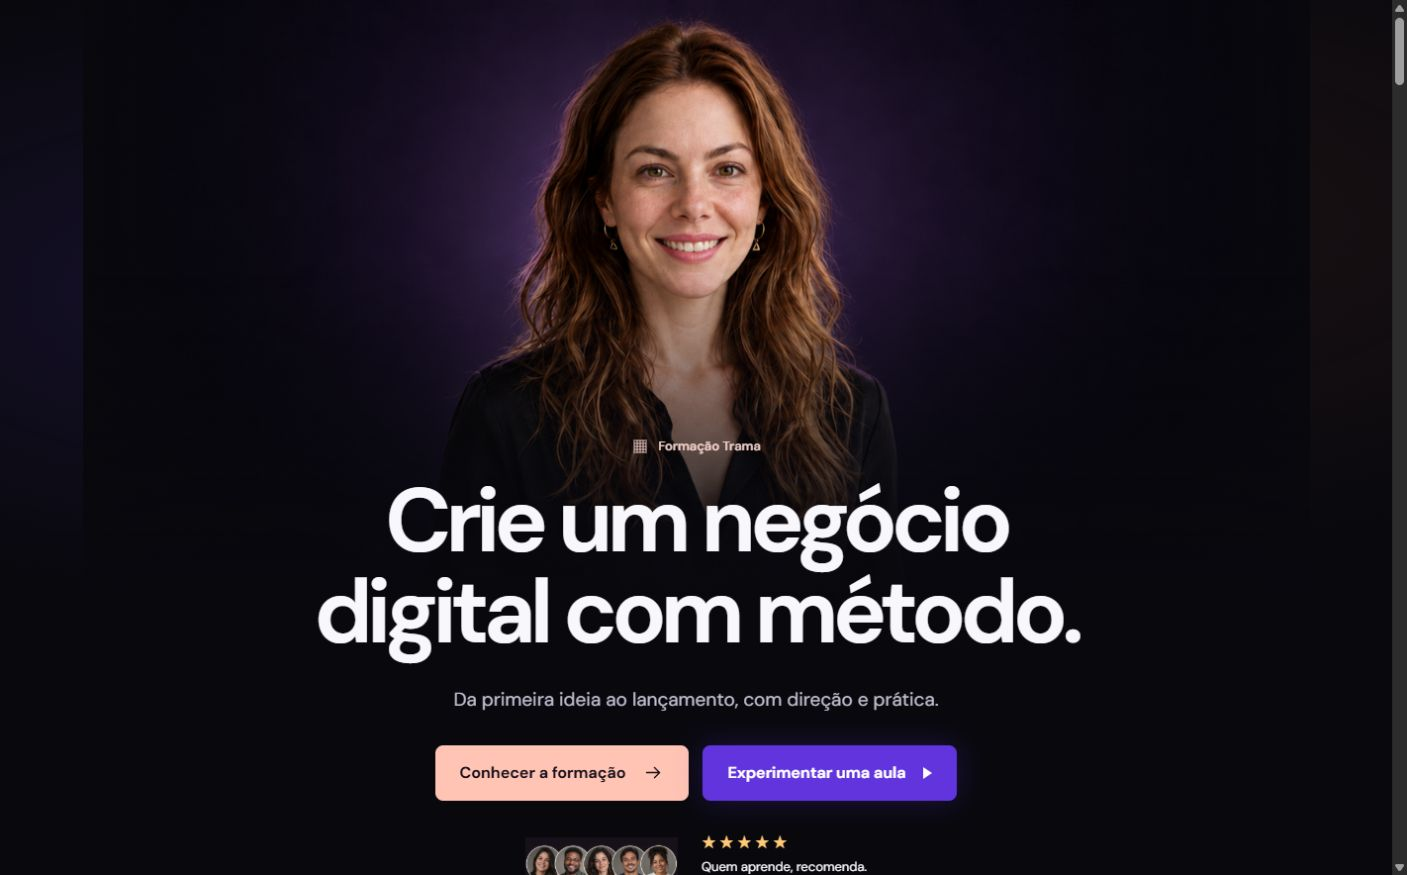 Formação Trama
Crie um negócio
digital com método.
Da primeira ideia ao lançamento, com direção e prática.
Conhecer a formação
Experimentar uma aula
Quem aprende, recomenda.